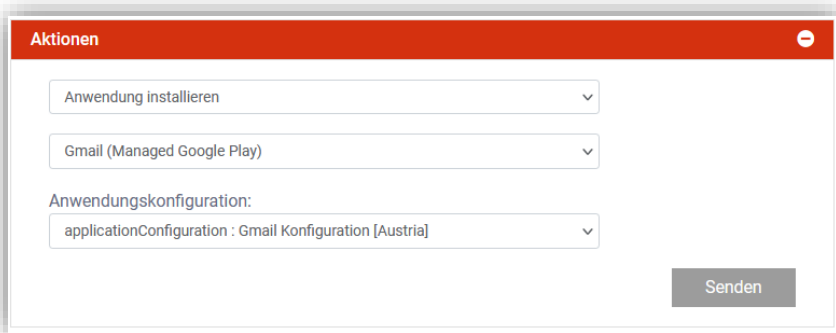 Aktionen
Anwendung installieren
Gmail (Managed Google Play)
Anwendungskonfiguration:
applicationConfiguration : Gmail Konfiguration [Austria]
Senden